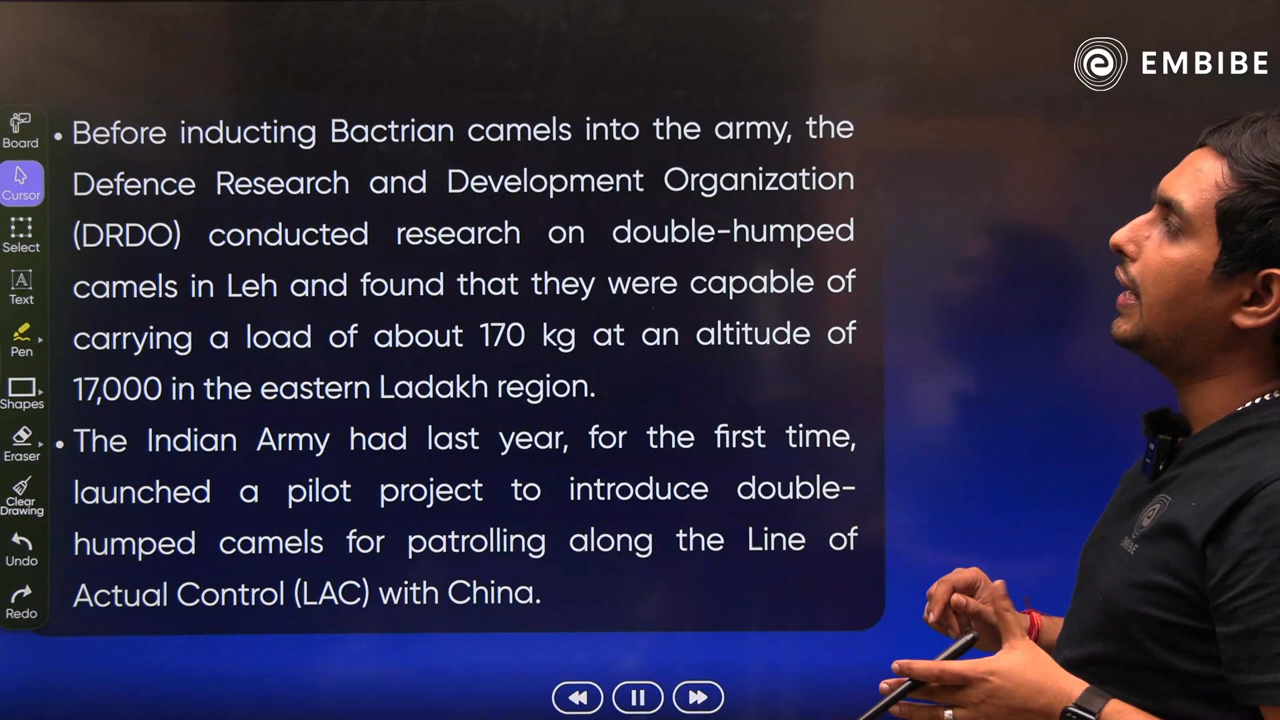 EMBIBE
Board
Cursor
Select
Text
Pen
Shapes
Eraser
Clear
Drawing
Undo
Redo
• Before inducting Bactrian camels into the army, the
Defence Research and Development Organization
(DRDO) conducted research on double-humped
camels in Leh and found that they were capable of
carrying a load of about 170 kg at an altitude of
17,000 in the eastern Ladakh region.
• The Indian Army had last year, for the first time,
launched a pilot project to introduce double-
humped camels for patrolling along the Line of
Actual Control (LAC) with China.